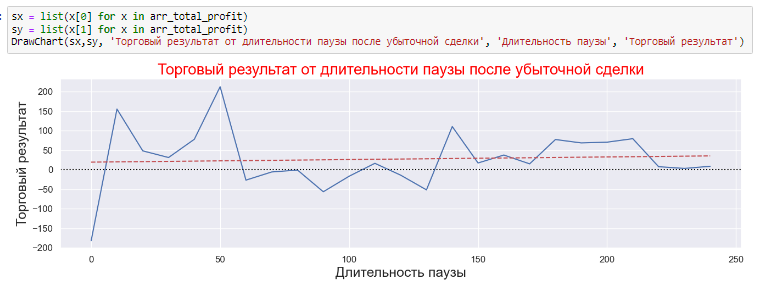 sx = list(x[0] for x in arr_total_profit)
sy = list(x[1] for x in arr_total_profit)
DrawChart(sx,sy, 'Торговый результат от длительности паузы после убыточной сделки', 'Длительность паузы', 'Торговый результат')
Торговый результат от длительности паузы после убыточной сделки
Торговый результат
200
150
100
50
0
−50
−100
−150
−200
0
50
100
150
200
250
Длительность паузы